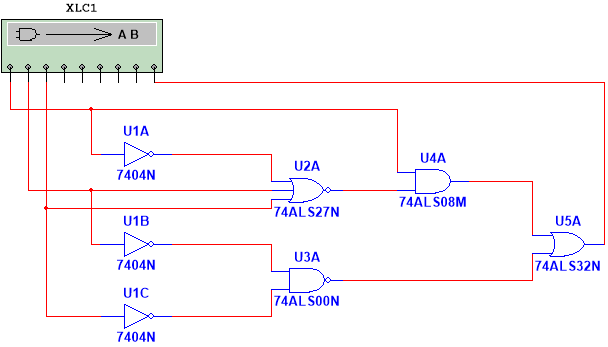 XLC1
A B
U1A
7404N
U2A
74ALS27N
U4A
74ALS08M
U1B
7404N
U5A
74ALS32N
U3A
74ALS00N
U1C
7404N